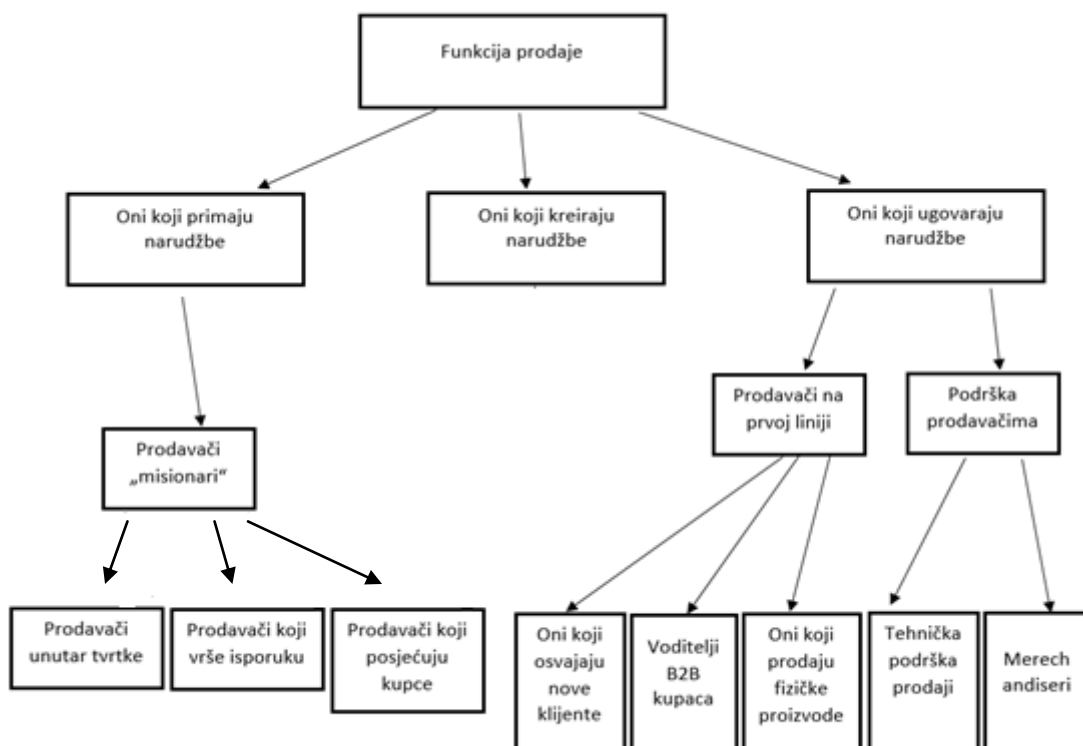 Funkcija prodaje
Oni koji primaju
narudžbe
Oni koji kreiraju
narudžbe
Oni koji ugovaraju
narudžbe
Prodavači na
prvoj liniji
Podrška
prodavačima
Prodavači
„misionari“
Prodavači
unutar tvrtke
Prodavači koji
vrše isporuku
Prodavači koji
posjećuju
kupce
Oni koji
osvajaju
nove
klijente
Voditelji
B2B
kupaca
Oni koji
prodaju
fizičke
proizvode
Tehnička
podrška
prodaji
Merech
andiseri